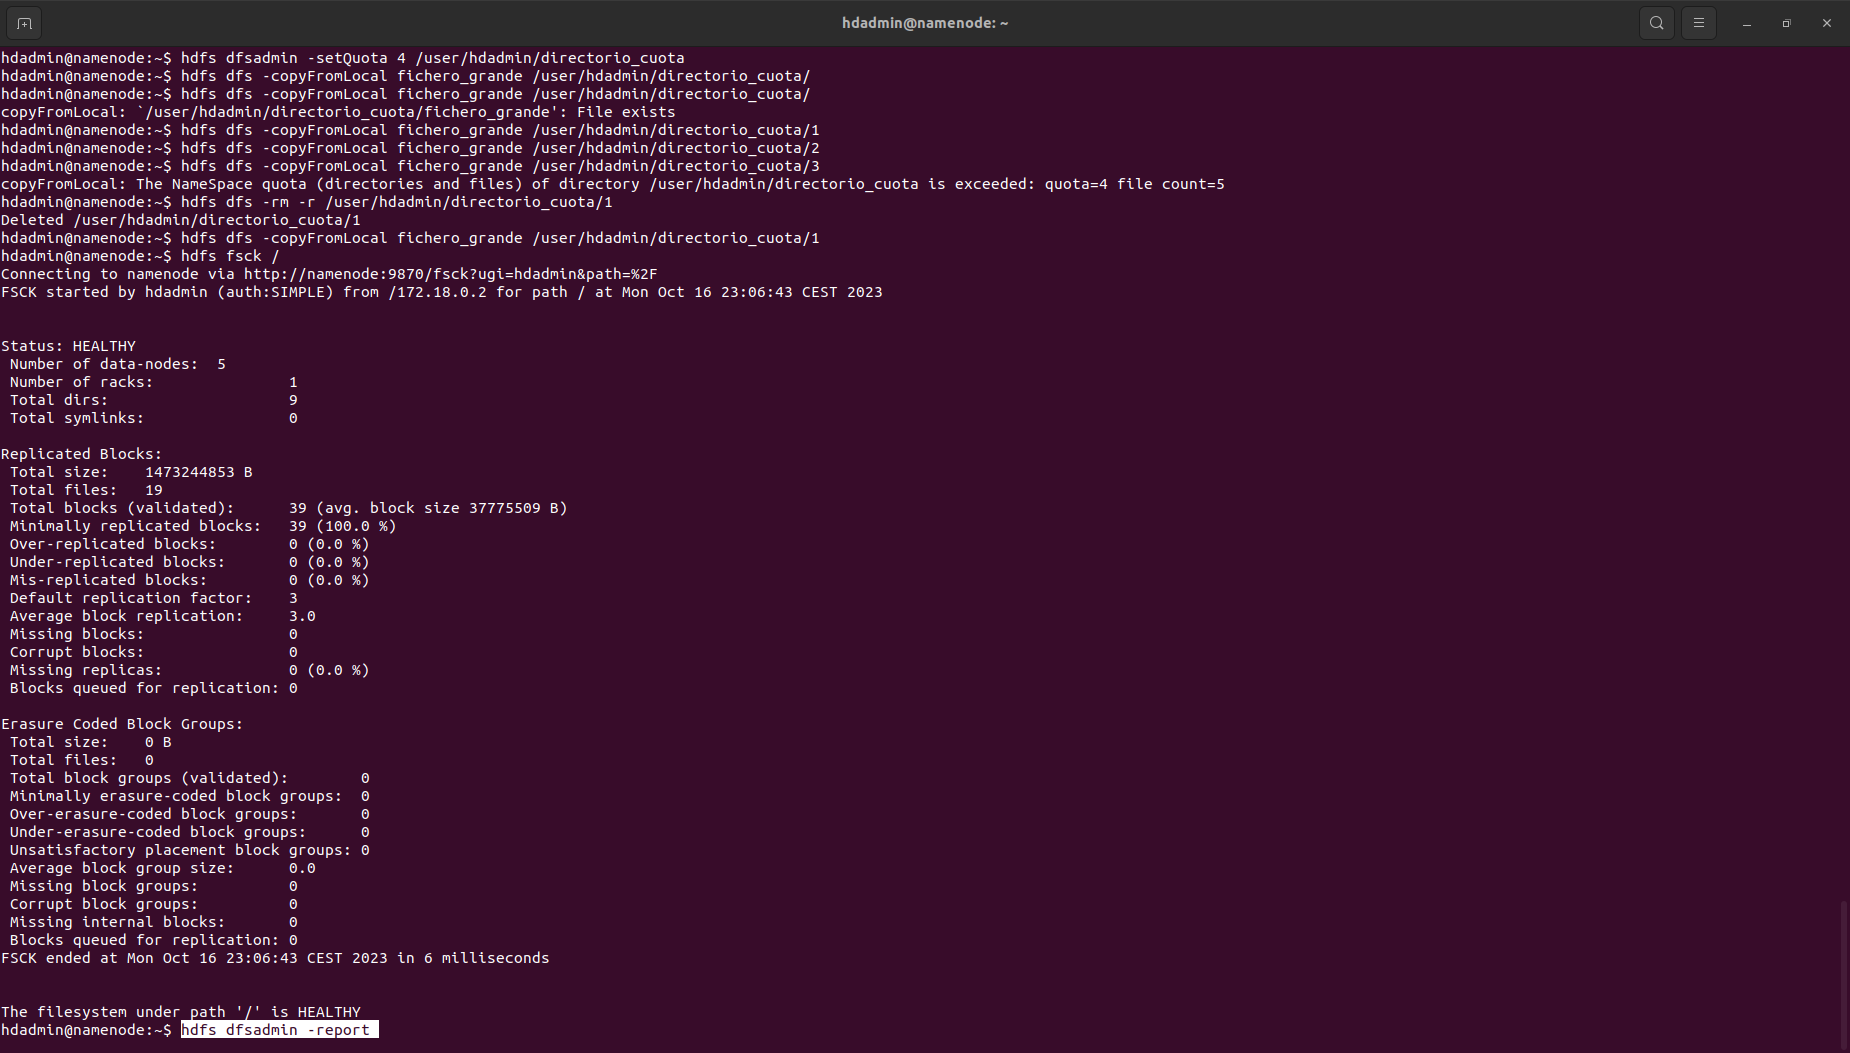 hdadmin@namenode: ~
hdadmin@namenode:~$ hdfs dfsadmin -setQuota 4 /user/hdadmin/directorio_cuota
hdadmin@namenode:~$ hdfs dfs -copyFromLocal fichero_grande /user/hdadmin/directorio_cuota/
hdadmin@namenode:~$ hdfs dfs -copyFromLocal fichero_grande /user/hdadmin/directorio_cuota/
copyFromLocal: `/user/hdadmin/directorio_cuota/fichero_grande': File exists
hdadmin@namenode:~$ hdfs dfs -copyFromLocal fichero_grande /user/hdadmin/directorio_cuota/1
hdadmin@namenode:~$ hdfs dfs -copyFromLocal fichero_grande /user/hdadmin/directorio_cuota/2
hdadmin@namenode:~$ hdfs dfs -copyFromLocal fichero_grande /user/hdadmin/directorio_cuota/3
copyFromLocal: The NameSpace quota (directories and files) of directory /user/hdadmin/directorio_cuota is exceeded: quota=4 file count=5
hdadmin@namenode:~$ hdfs dfs -rm -r /user/hdadmin/directorio_cuota/1
Deleted /user/hdadmin/directorio_cuota/1
hdadmin@namenode:~$ hdfs dfs -copyFromLocal fichero_grande /user/hdadmin/directorio_cuota/1
hdadmin@namenode:~$ hdfs fsck /
Connecting to namenode via http://namenode:9870/fsck?ugi=hdadmin&path=%2F
FSCK started by hdadmin (auth:SIMPLE) from /172.18.0.2 for path / at Mon Oct 16 23:06:43 CEST 2023
Status: HEALTHY
Number of data-nodes: 5
Number of racks: 1
Total dirs: 9
Total symlinks: 0
Replicated Blocks:
Total size: 1473244853 B
Total files: 19
Total blocks (validated): 39 (avg. block size 37775509 B)
Minimally replicated blocks: 39 (100.0 %)
Over-replicated blocks: 0 (0.0 %)
Under-replicated blocks: 0 (0.0 %)
Mis-replicated blocks: 0 (0.0 %)
Default replication factor: 3
Average block replication: 3.0
Missing blocks: 0
Corrupt blocks: 0
Missing replicas: 0 (0.0 %)
Blocks queued for replication: 0
Erasure Coded Block Groups:
Total size: 0 B
Total files: 0
Total block groups (validated): 0
Minimally erasure-coded block groups: 0
Over-erasure-coded block groups: 0
Under-erasure-coded block groups: 0
Unsatisfactory placement block groups: 0
Average block group size: 0.0
Missing block groups: 0
Corrupt block groups: 0
Missing internal blocks: 0
Blocks queued for replication: 0
FSCK ended at Mon Oct 16 23:06:43 CEST 2023 in 6 milliseconds
The filesystem under path '/' is HEALTHY
hdadmin@namenode:~$ hdfs dfsadmin -report